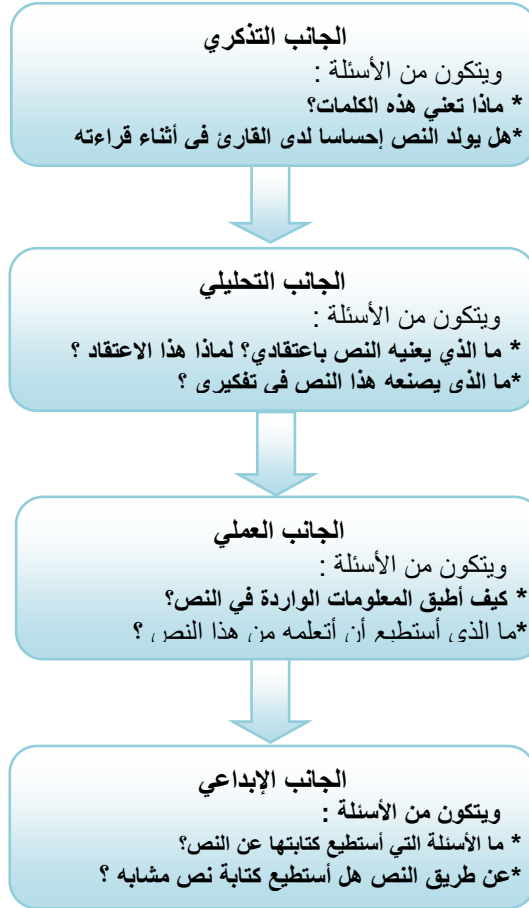 الجانب التذكري
ويتكون من الأسئلة :
* ماذا تعني هذه الكلمات؟
*هل يولد النص إحساسا لدى القارئ فى أثناء قراءته
الجانب التحليلي
ويتكون من الأسئلة :
* ما الذي يعنيه النص باعتقادي؟ لماذا هذا الاعتقاد ؟
*ما الذى يصنعه هذا النص فى تفكيرى ؟
الجانب العملي
ويتكون من الأسئلة :
* كيف أطبق المعلومات الواردة في النص؟
*ما الذى أستطيع أن أتعلمه من هذا النص ؟
الجانب الإبداعي
ويتكون من الأسئلة :
* ما الأسئلة التي أستطيع كتابتها عن النص؟
*عن طريق النص هل أستطيع كتابة نص مشابه ؟